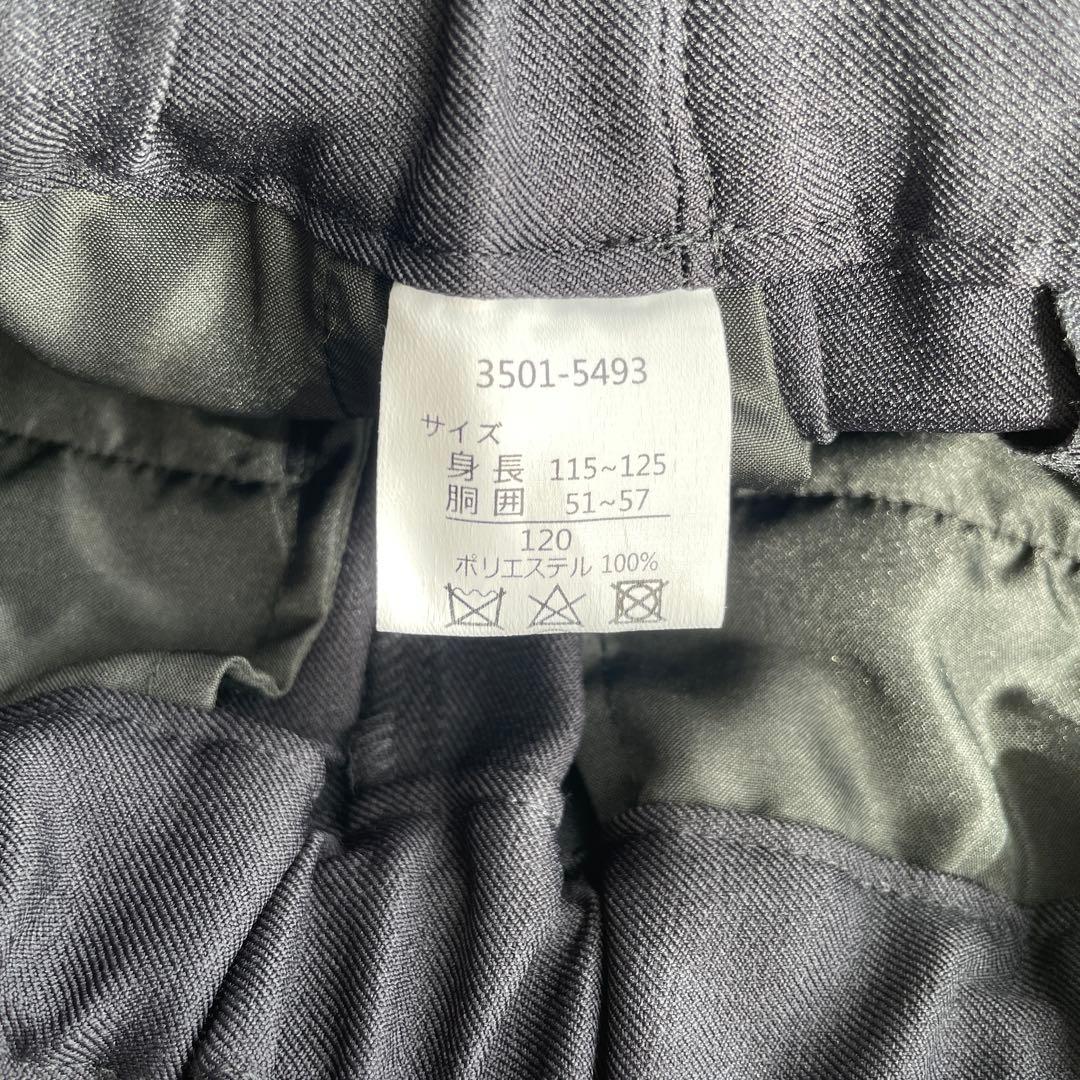 3501-5493
サイズ
身長 115~125
胴囲 51~57
120
ポリエステル 100%